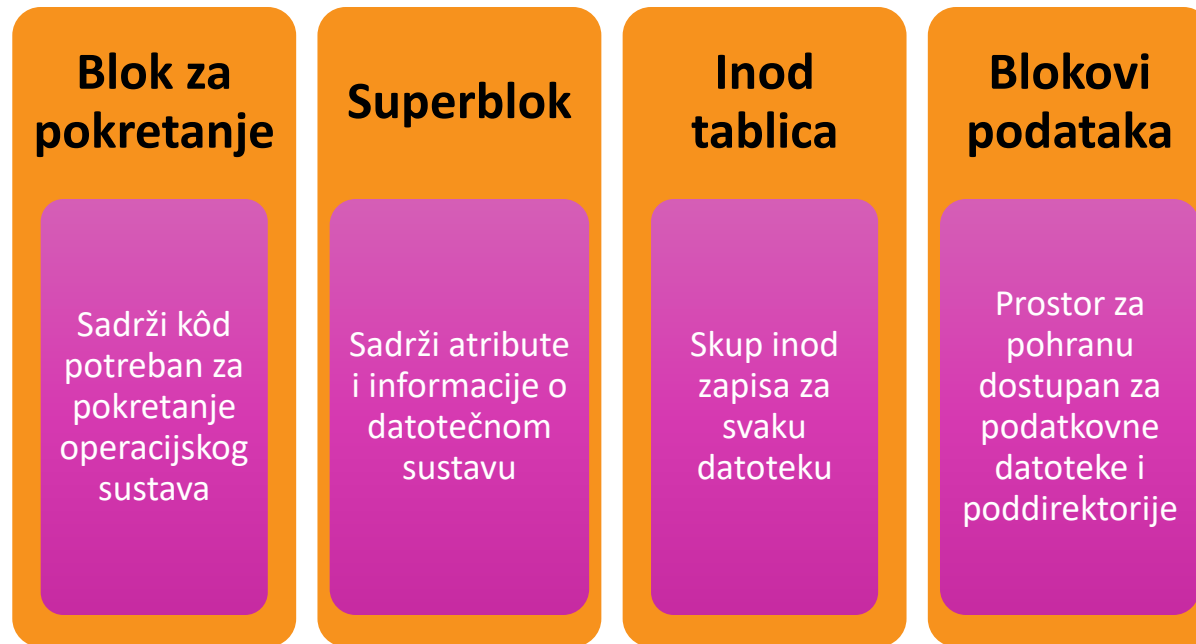 Blok za
pokretanje
Sadrži kôd
potreban za
pokretanje
operacijskog
sustava
Superblok
Sadrži atribute
i informacije o
datotečnom
sustavu
Inod
tablica
Skup inod
zapisa za
svaku
datoteku
Blokovi
podataka
Prostor za
pohranu
dostupan za
podatkovne
datoteke i
poddirektorije